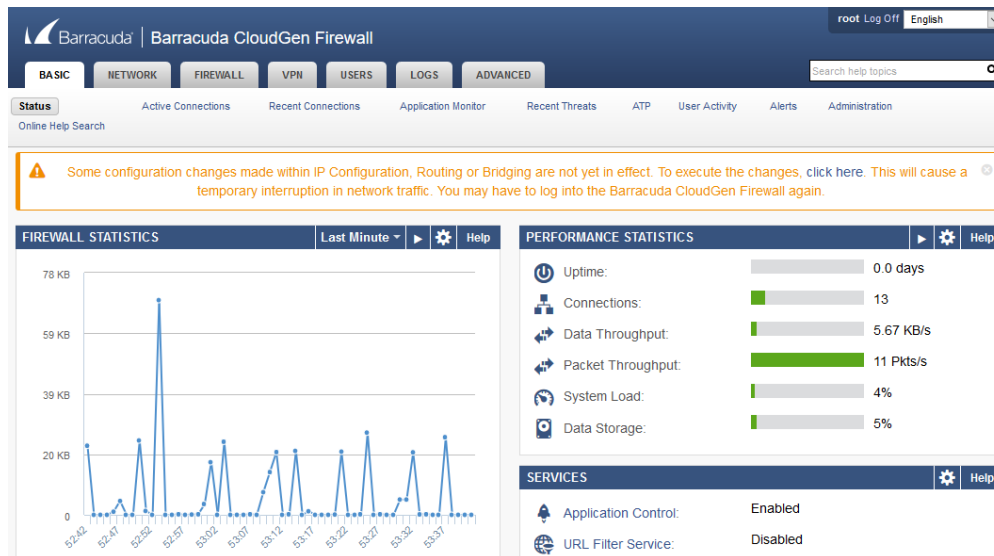 root Log Off English
Barracuda | Barracuda CloudGen Firewall
BASIC NETWORK FIREWALL VPN USERS LOGS ADVANCED
Search help topics
Status Active Connections Recent Connections Application Monitor Recent Threats ATP User Activity Alerts Administration
Online Help Search
Some configuration changes made within IP Configuration, Routing or Bridging are not yet in effect. To execute the changes, click here. This will cause a
temporary interruption in network traffic. You may have to log into the Barracuda CloudGen Firewall again.
FIREWALL STATISTICS Last Minute Help
78 KB
59 KB
39 KB
20 KB
0
52:42 52:47 52:52 52:57 53:02 53:07 53:12 53:17 53:22 53:27 53:32 53:37
PERFORMANCE STATISTICS Help
Uptime: 0.0 days
Connections: 13
Data Throughput: 5.67 KB/s
Packet Throughput: 11 Pkts/s
System Load: 4%
Data Storage: 5%
SERVICES Help
Application Control: Enabled
URL Filter Service: Disabled